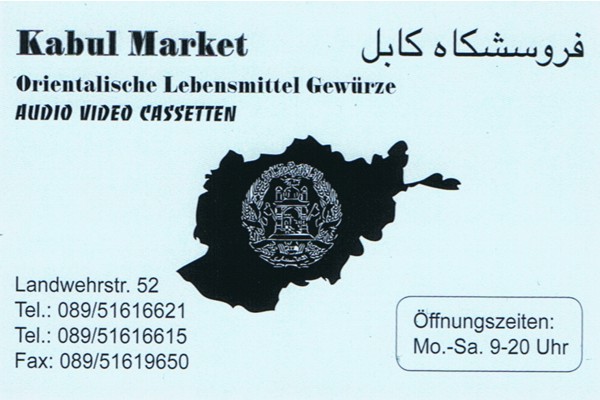 Kabul Market
فروسشکاه کابل
Orientalische Lebensmittel Gewürze
AUDIO VIDEO CASSETTEN
Landwehrstr. 52
Tel.: 089/51616621
Tel.: 089/51616615
Fax: 089/51619650
Öffnungszeiten:
Mo.-Sa. 9-20 Uhr